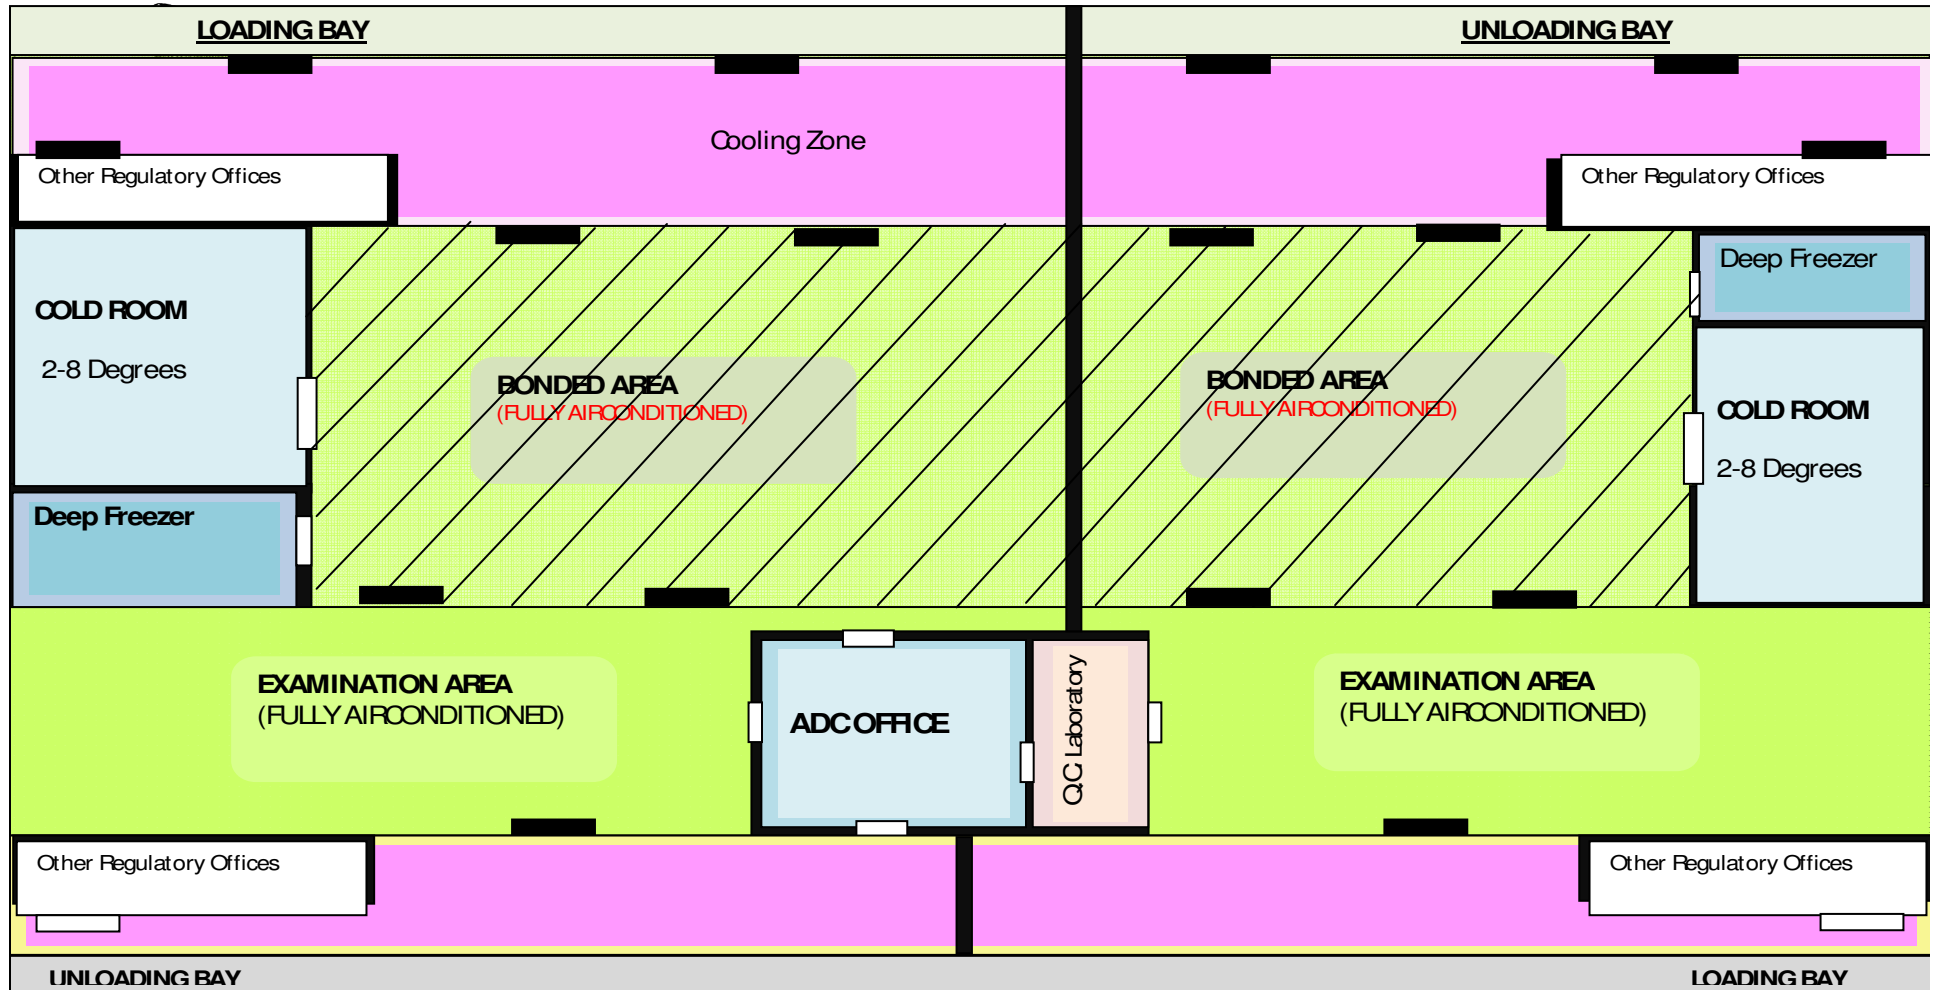 LOADING BAY
UNLOADING BAY
Cooling Zone
Other Regulatory Offices
Other Regulatory Offices
Deep Freezer
COLD ROOM
2-8 Degrees
BONDED AREA
(FULLY AIRCONDITIONED)
BONDED AREA
(FULLY AIRCONDITIONED)
COLD ROOM
2-8 Degrees
Deep Freezer
EXAMINATION AREA
(FULLY AIRCONDITIONED)
ADC OFFICE
Q.C. Laboratory
EXAMINATION AREA
(FULLY AIRCONDITIONED)
Other Regulatory Offices
Other Regulatory Offices
UNLOADING BAY
LOADING BAY